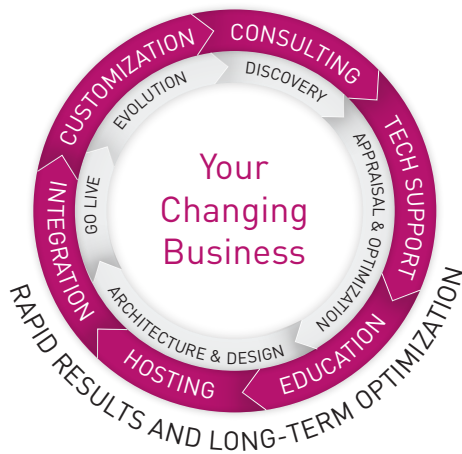 CONSULTING
TECH SUPPORT
EDUCATION
HOSTING
INTEGRATION
CUSTOMIZATION
DISCOVERY
APPRAISAL & OPTIMIZATION
ARCHITECTURE & DESIGN
GO LIVE
EVOLUTION
Your
Changing
Business
RAPID RESULTS AND LONG-TERM OPTIMIZATION